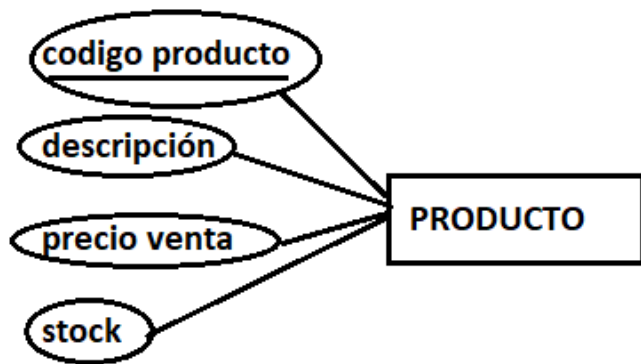 codigo producto
descripción
precio venta
stock
PRODUCTO